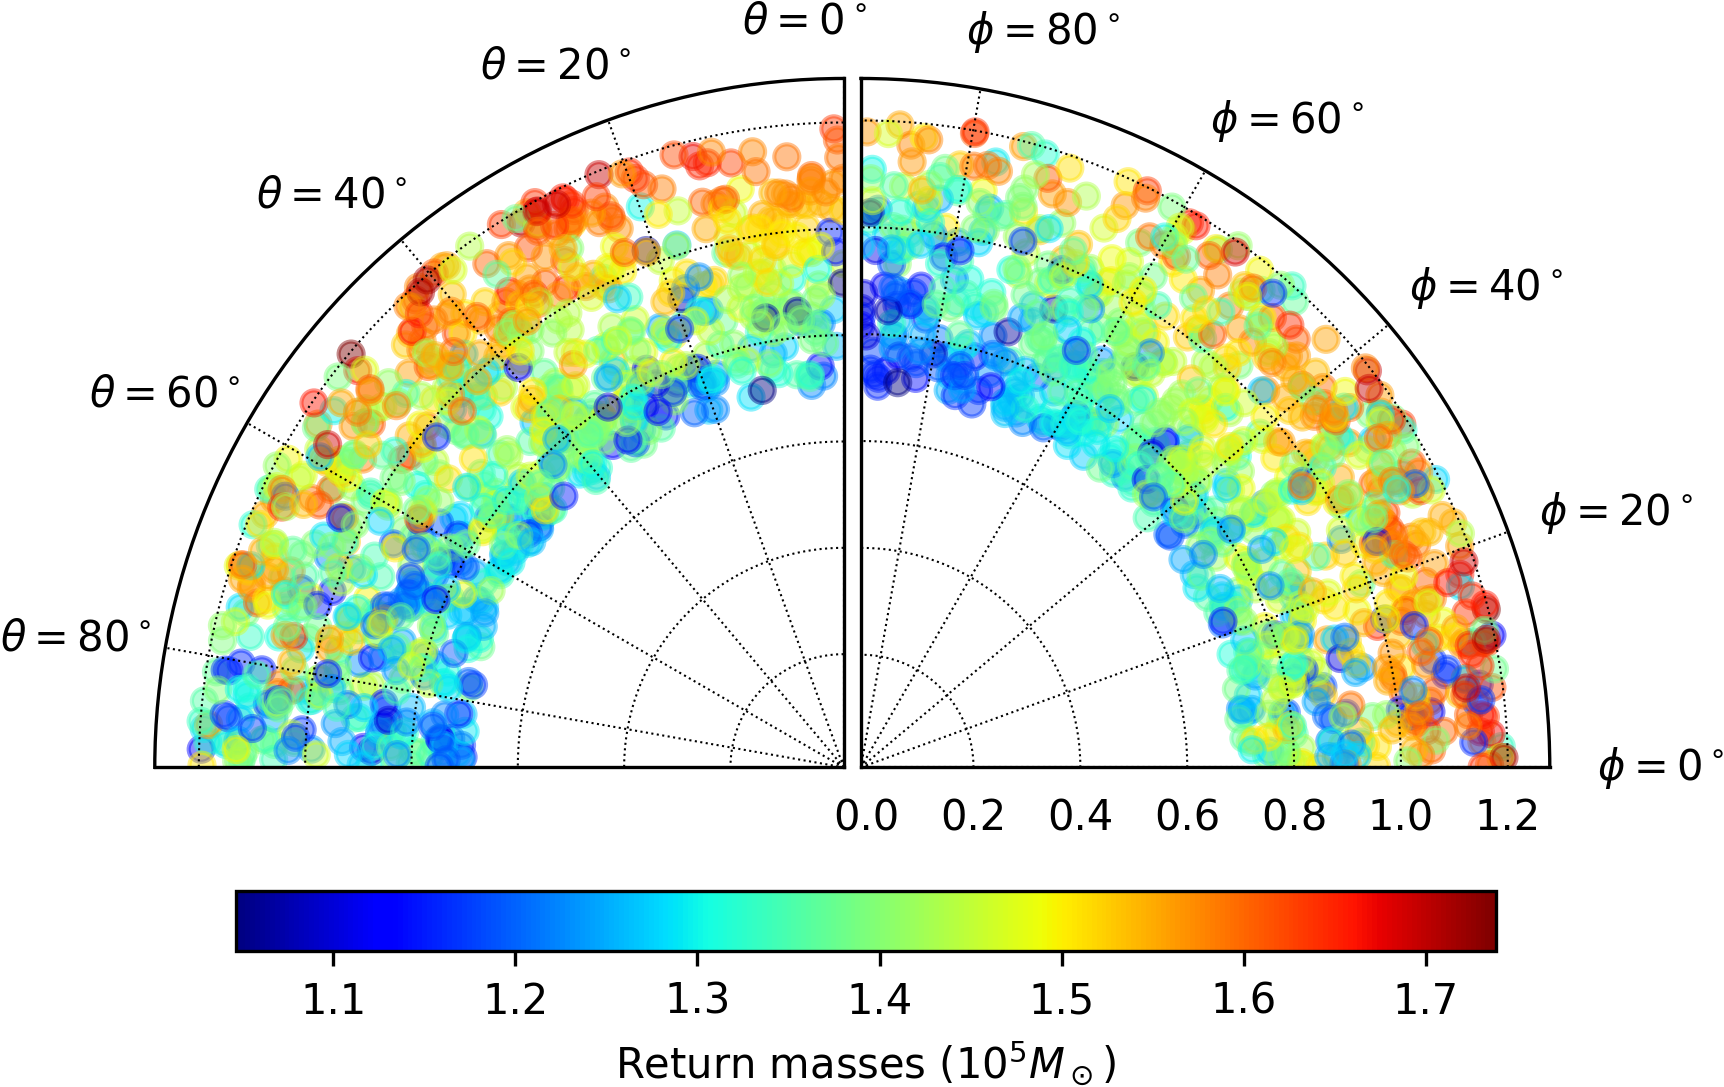 θ = 0°
ϕ = 80°
θ = 20°
ϕ = 60°
θ = 40°
ϕ = 40°
θ = 60°
ϕ = 20°
θ = 80°
ϕ = 0°
0.0 0.2 0.4 0.6 0.8 1.0 1.2
1.1 1.2 1.3 1.4 1.5 1.6 1.7
Return masses (10⁵M⊙)